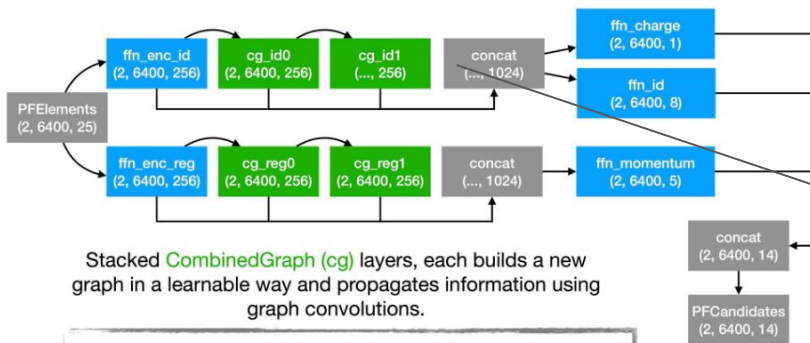 PFElements
(2, 6400, 25)
ffn_enc_id
(2, 6400, 256)
cg_id0
(2, 6400, 256)
cg_id1
(..., 256)
concat
(..., 1024)
ffn_charge
(2, 6400, 1)
ffn_id
(2, 6400, 8)
ffn_enc_reg
(2, 6400, 256)
cg_reg0
(2, 6400, 256)
cg_reg1
(2, 6400, 256)
concat
(..., 1024)
ffn_momentum
(2, 6400, 5)
concat
(2, 6400, 14)
PFCandidates
(2, 6400, 14)
Stacked CombinedGraph (cg) layers, each builds a new
graph in a learnable way and propagates information using
graph convolutions.